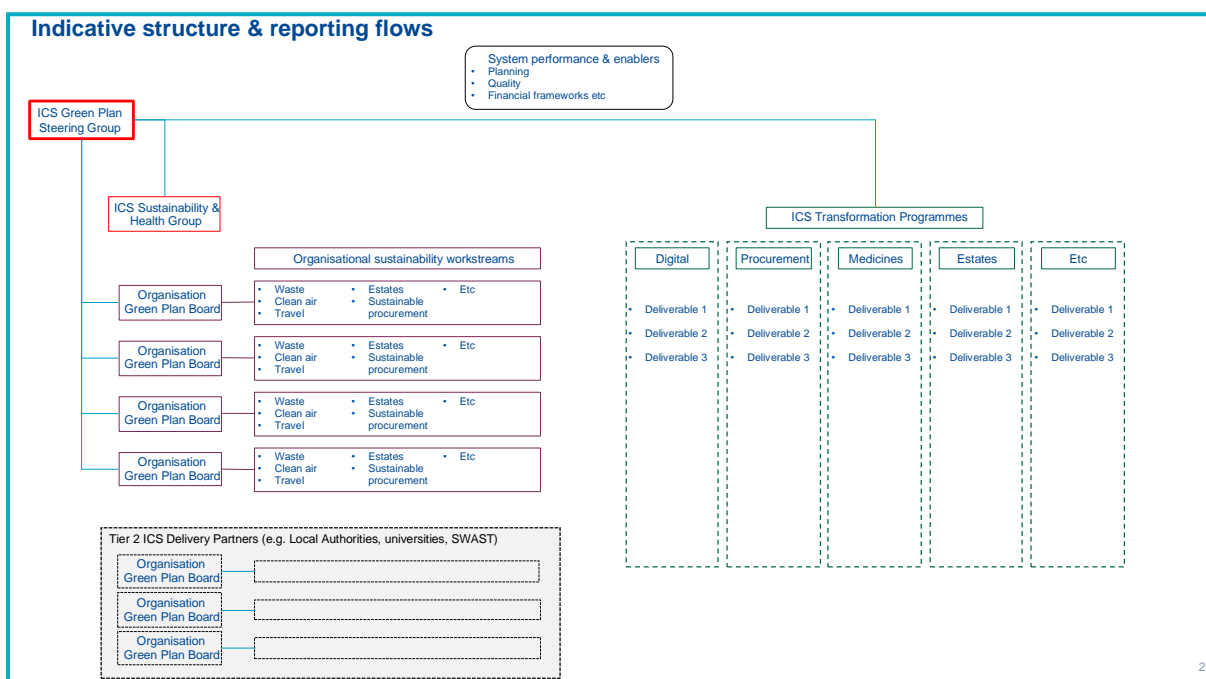 Indicative structure & reporting flows
System performance & enablers
• Planning
• Quality
• Financial frameworks etc
ICS Green Plan
Steering Group
ICS Sustainability &
Health Group
ICS Transformation Programmes
Organisational sustainability workstreams
Organisation
Green Plan Board
• Waste
• Clean air
• Travel
• Estates
• Sustainable
procurement
• Etc
Organisation
Green Plan Board
• Waste
• Clean air
• Travel
• Estates
• Sustainable
procurement
• Etc
Organisation
Green Plan Board
• Waste
• Clean air
• Travel
• Estates
• Sustainable
procurement
• Etc
Organisation
Green Plan Board
• Waste
• Clean air
• Travel
• Estates
• Sustainable
procurement
• Etc
Digital
• Deliverable 1
• Deliverable 2
• Deliverable 3
Procurement
• Deliverable 1
• Deliverable 2
• Deliverable 3
Medicines
• Deliverable 1
• Deliverable 2
• Deliverable 3
Estates
• Deliverable 1
• Deliverable 2
• Deliverable 3
Etc
• Deliverable 1
• Deliverable 2
• Deliverable 3
Tier 2 ICS Delivery Partners (e.g. Local Authorities, universities, SWAST)
Organisation
Green Plan Board
Organisation
Green Plan Board
Organisation
Green Plan Board
2